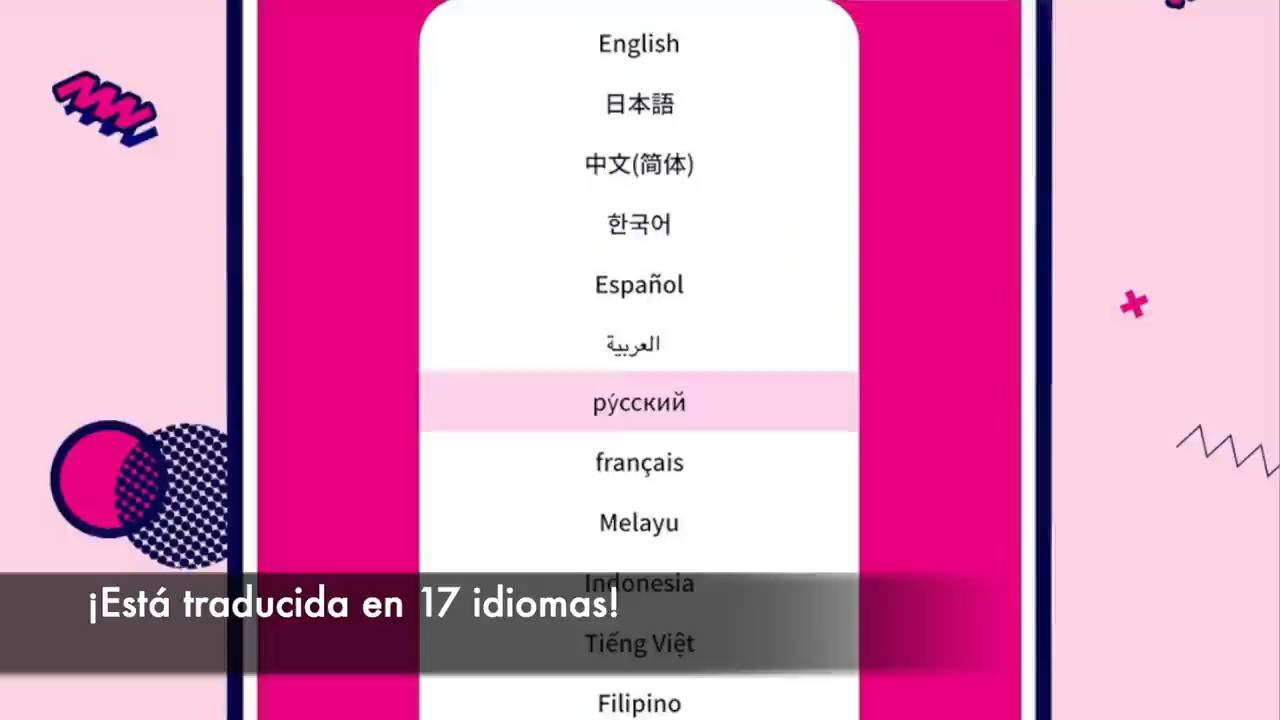 English
日本語
中文(简体)
한국어
Español
العربية
ру́сский
français
Melayu
Indonesia
¡Está traducida en 17 idiomas!
Tiếng Việt
Filipino